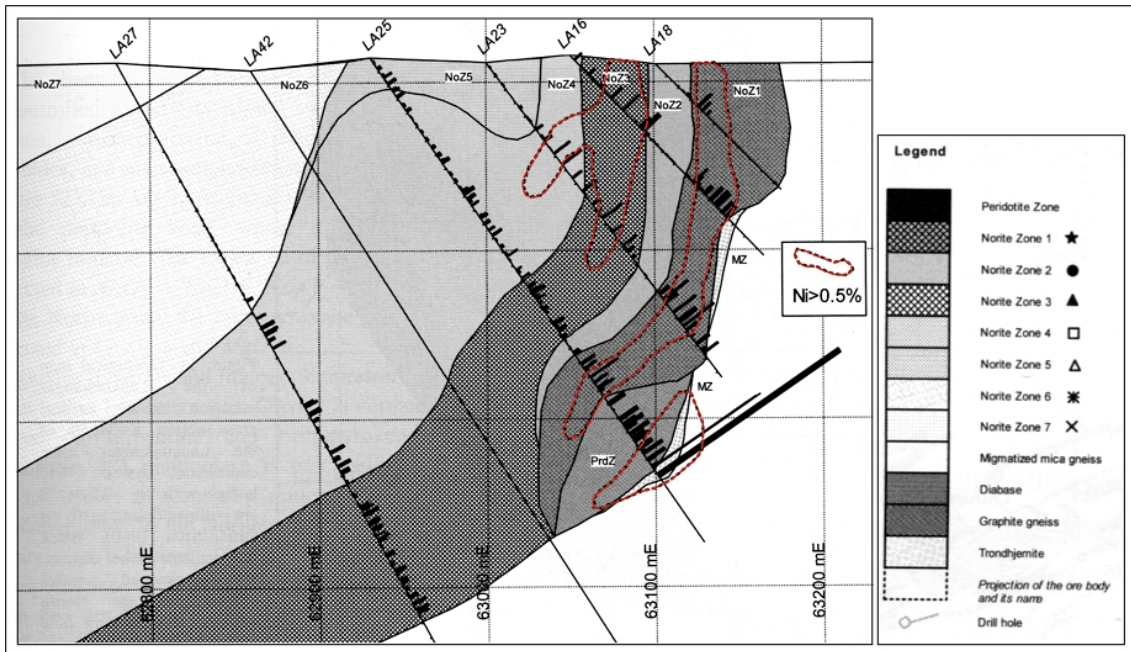 LA27
LA42
LA25
LA23
LA16
LA18
NoZ7
NoZ6
NoZ5
NoZ4
NoZ3
NoZ2
NoZ1
MZ
MZ
PrdZ
Ni>0.5%
62800 mE
62900 mE
63000 mE
63100 mE
63200 mE
Legend
Peridotite Zone
Norite Zone 1
Norite Zone 2
Norite Zone 3
Norite Zone 4
Norite Zone 5
Norite Zone 6
Norite Zone 7
Migmatized mica gneiss
Diabase
Graphite gneiss
Trondhjemite
Projection of the ore body
and its name
Drill hole